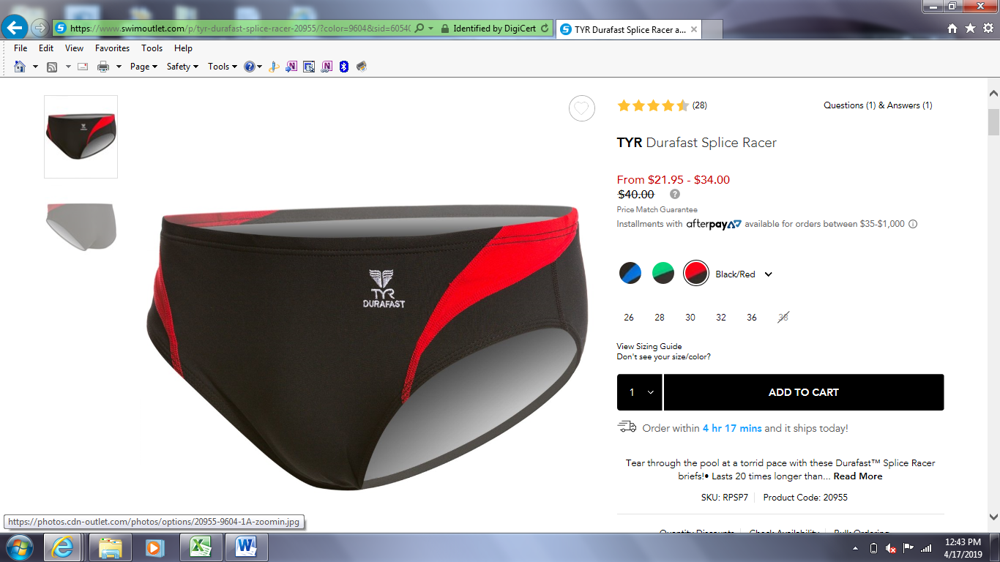 https://www.swimoutlet.com/p/tyr-durafast-splice-racer-20955/?color=9604&sid=6054
Identified by DigiCert
TYR Durafast Splice Racer a...
File Edit View Favorites Tools Help
Page Safety Tools
(28)
Questions (1) & Answers (1)
TYR Durafast Splice Racer
From $21.95 - $34.00
$40.00
?
Price Match Guarantee
Installments with afterpay available for orders between $35-$1,000
Black/Red
26 28 30 32 36 38
View Sizing Guide
Don't see your size/color?
1 ADD TO CART
Order within 4 hr 17 mins and it ships today!
Tear through the pool at a torrid pace with these Durafast™ Splice Racer
briefs!• Lasts 20 times longer than... Read More
SKU: RPSP7 Product Code: 20955
Quantity Discounts Check Availability Bulk Ordering
TYR
DURAFAST
https://photos.cdn-outlet.com/photos/options/20955-9604-1A-zoomin.jpg
12:43 PM
4/17/2019